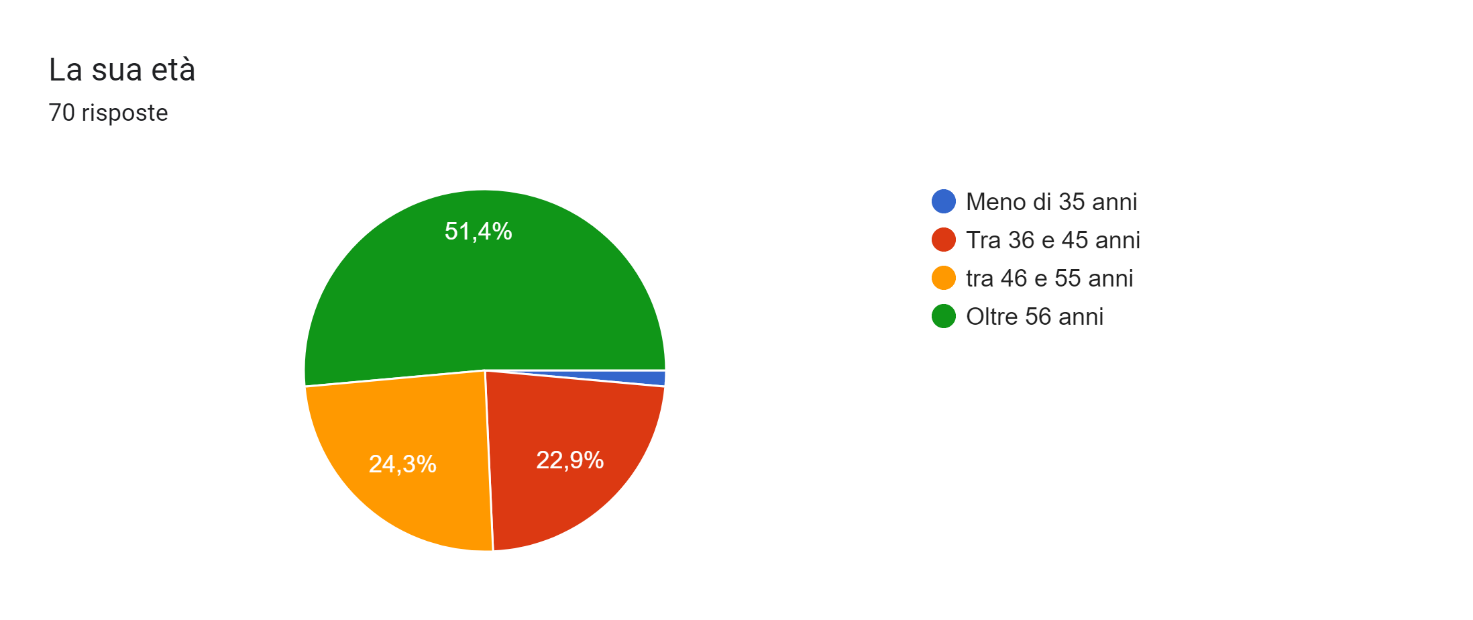 La sua età
70 risposte
51,4%
24,3%
22,9%
Meno di 35 anni
Tra 36 e 45 anni
tra 46 e 55 anni
Oltre 56 anni